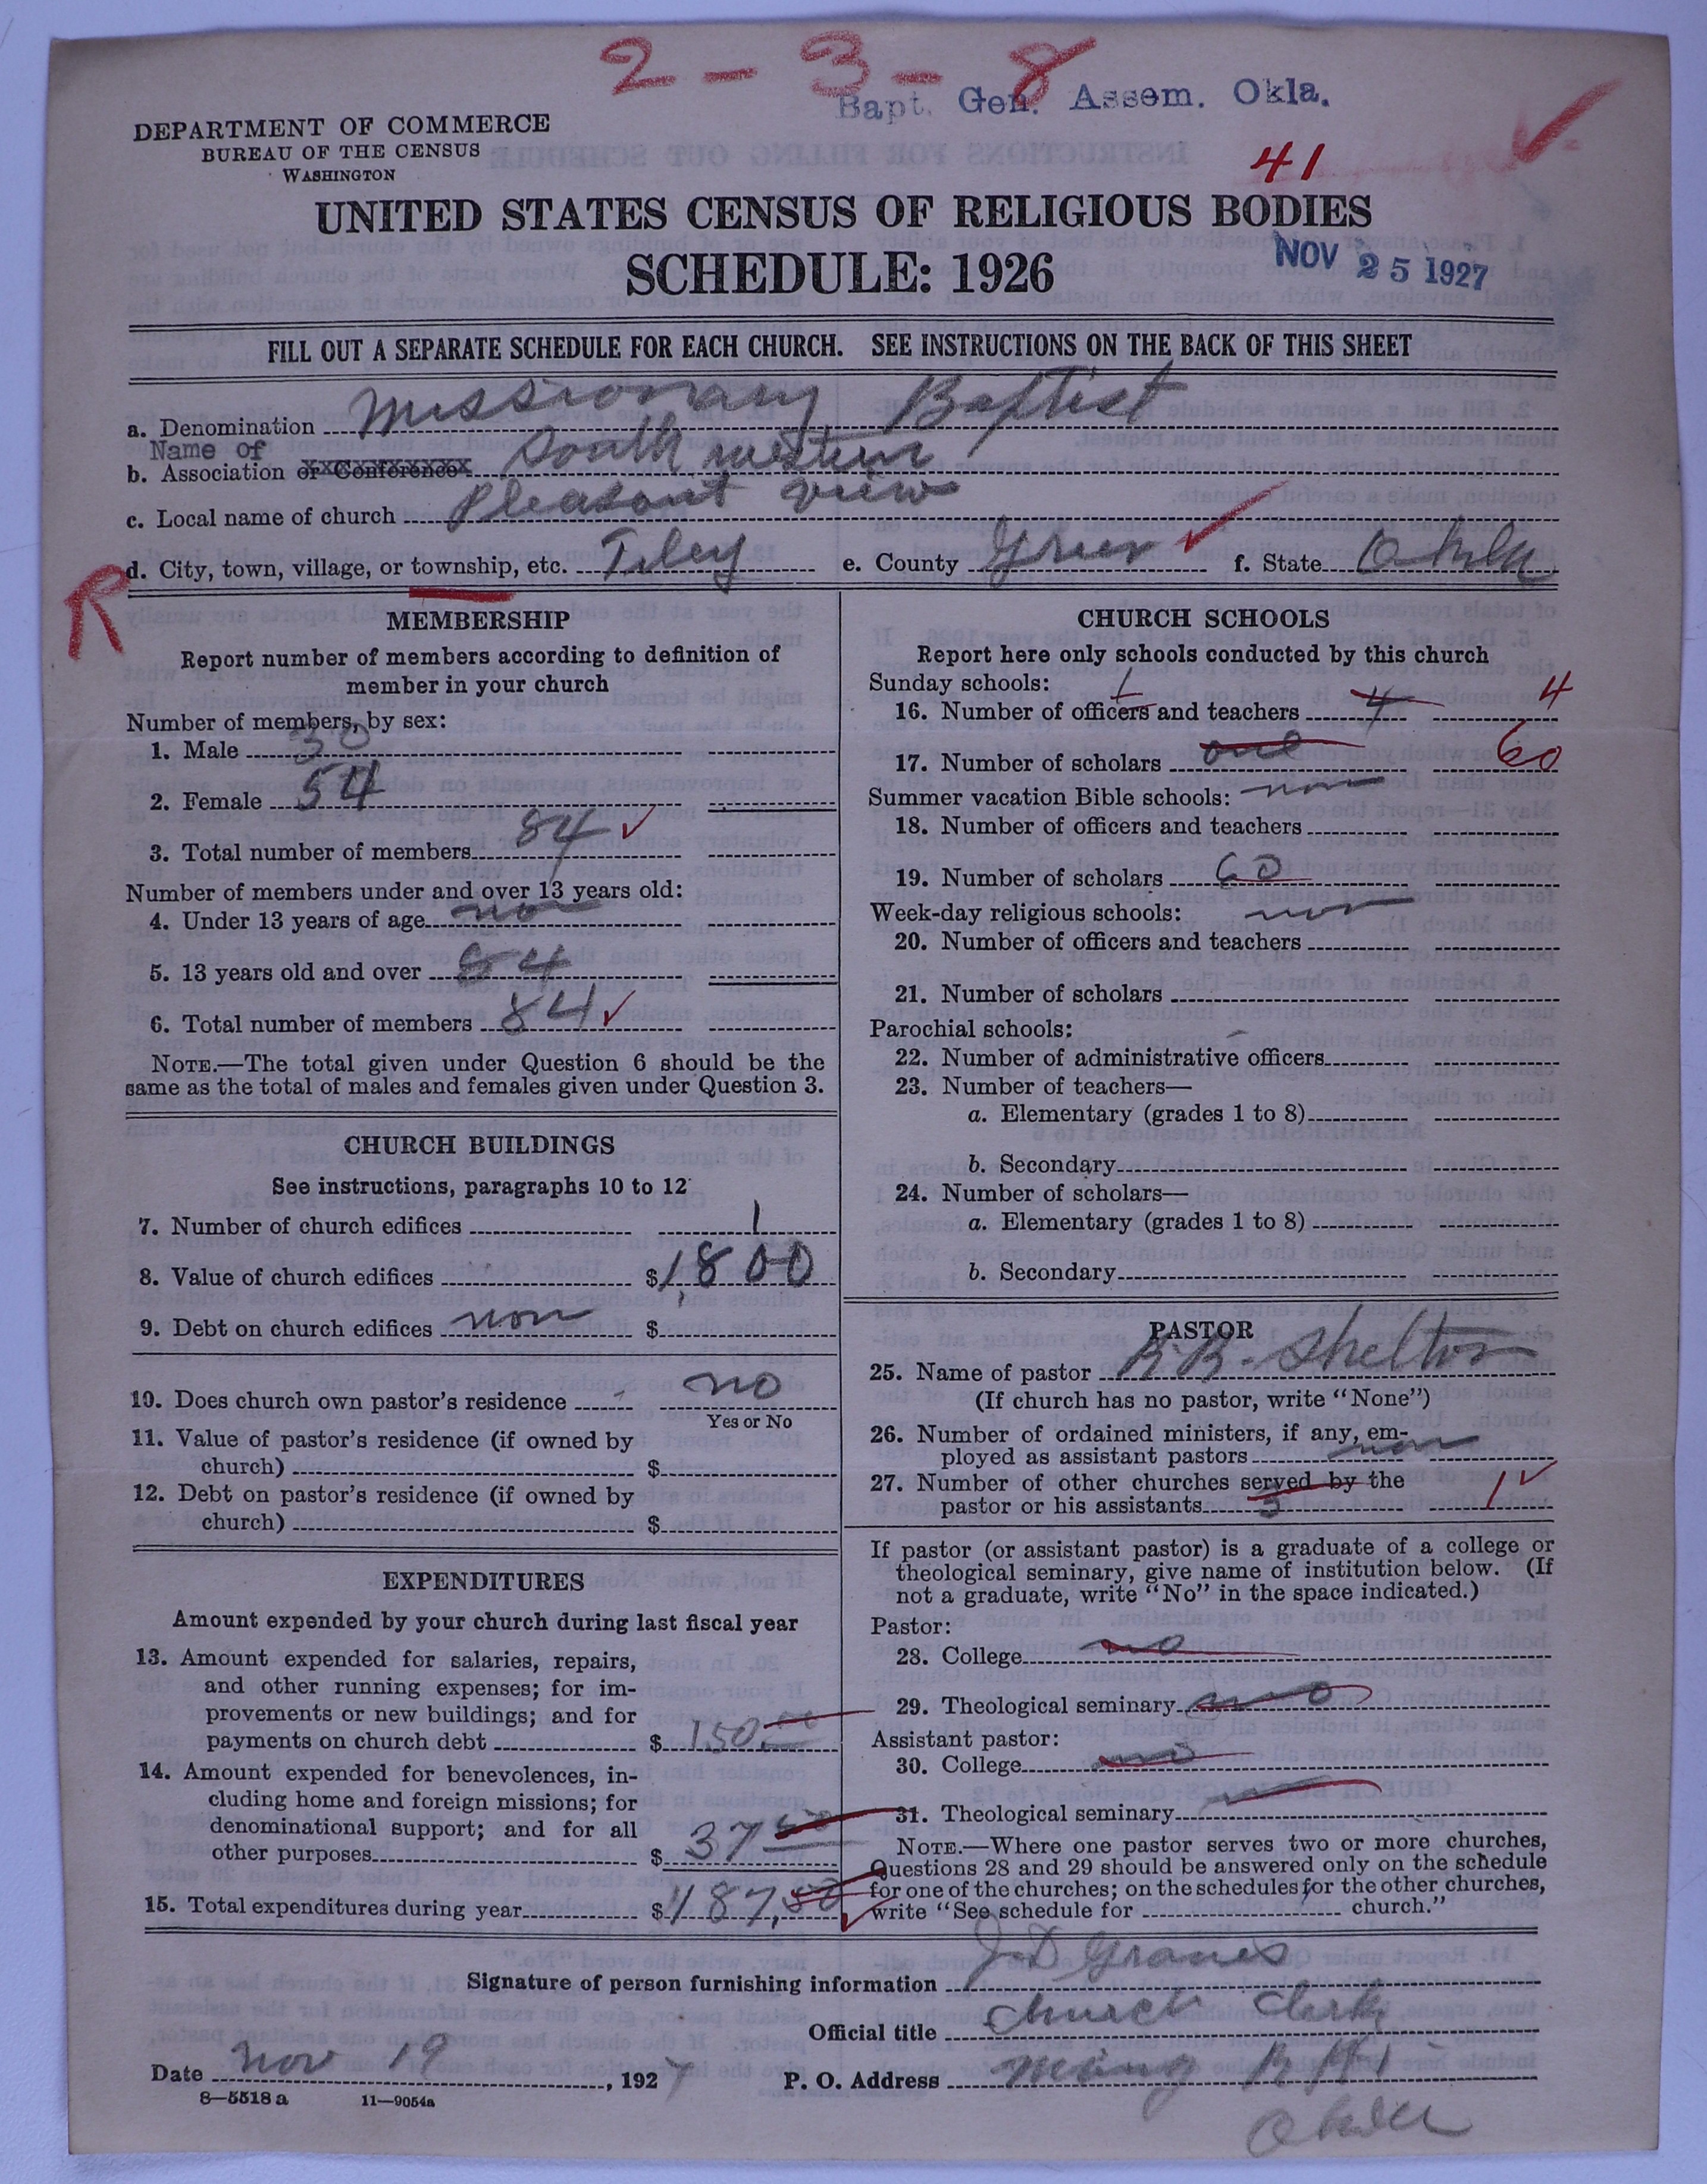 2 - 3 - 8
Bapt. Gen. Assem. Okla.
DEPARTMENT OF COMMERCE
BUREAU OF THE CENSUS
WASHINGTON
41
UNITED STATES CENSUS OF RELIGIOUS BODIES
SCHEDULE: 1926
NOV 25 1927
FILL OUT A SEPARATE SCHEDULE FOR EACH CHURCH. SEE INSTRUCTIONS ON THE BACK OF THIS SHEET
a. Denomination Missionary Baptist
Name of
b. Association or Conference South western
c. Local name of church Pleasant view
d. City, town, village, or township, etc. e. County Greer f. State Okla
R
MEMBERSHIP
Report number of members according to definition of
member in your church
Number of members, by sex:
1. Male 30
2. Female 54
3. Total number of members 84
Number of members under and over 13 years old:
4. Under 13 years of age no
5. 13 years old and over 84
6. Total number of members 84
NOTE.—The total given under Question 6 should be the
same as the total of males and females given under Question 3.
CHURCH BUILDINGS
See instructions, paragraphs 10 to 12
7. Number of church edifices 1
8. Value of church edifices $1,800
9. Debt on church edifices non $
10. Does church own pastor's residence no
Yes or No
11. Value of pastor's residence (if owned by
church) $
12. Debt on pastor's residence (if owned by
church) $
EXPENDITURES
Amount expended by your church during last fiscal year
13. Amount expended for salaries, repairs,
and other running expenses; for im-
provements or new buildings; and for
payments on church debt $150.00
14. Amount expended for benevolences, in-
cluding home and foreign missions; for
denominational support; and for all
other purposes $37 50
15. Total expenditures during year $187,50
CHURCH SCHOOLS
Report here only schools conducted by this church
Sunday schools: 1
16. Number of officers and teachers 4 4
17. Number of scholars one 60
Summer vacation Bible schools: non
18. Number of officers and teachers
19. Number of scholars 60
Week-day religious schools: non
20. Number of officers and teachers
21. Number of scholars
Parochial schools:
22. Number of administrative officers
23. Number of teachers—
a. Elementary (grades 1 to 8)
b. Secondary
24. Number of scholars—
a. Elementary (grades 1 to 8)
b. Secondary
PASTOR
25. Name of pastor Shelton
(If church has no pastor, write "None")
26. Number of ordained ministers, if any, em-
ployed as assistant pastors non
27. Number of other churches served by the
pastor or his assistants 3 1
If pastor (or assistant pastor) is a graduate of a college or
theological seminary, give name of institution below. (If
not a graduate, write "No" in the space indicated.)
Pastor:
28. College no
29. Theological seminary no
Assistant pastor:
30. College no
31. Theological seminary
NOTE.—Where one pastor serves two or more churches,
Questions 28 and 29 should be answered only on the schedule
for one of the churches; on the schedules for the other churches,
write "See schedule for church."
Signature of person furnishing information J D Graves
Official title Church Clerk
Date Nov 19, 1927 P. O. Address
8—5518 a 11—9054a
Okla